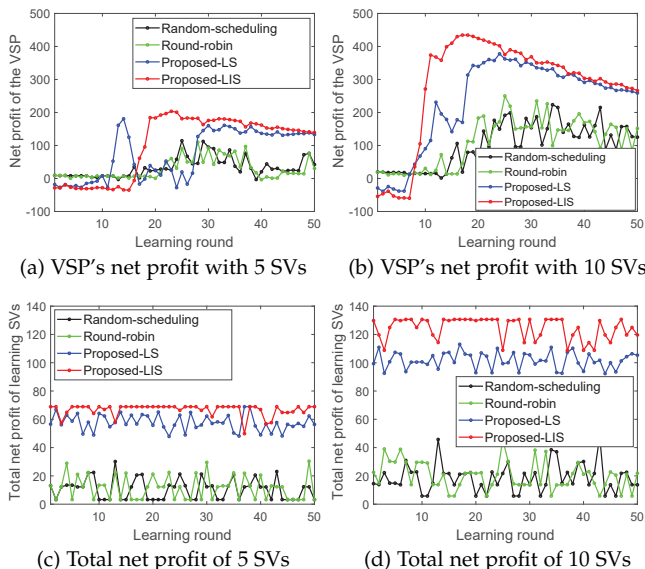 500
400
300
200
100
0
-100
Net profit of the VSP
Random-scheduling
Round-robin
Proposed-LS
Proposed-LIS
10 20 30 40 50
Learning round
(a) VSP's net profit with 5 SVs
500
400
300
200
100
0
-100
Net profit of the VSP
Random-scheduling
Round-robin
Proposed-LS
Proposed-LIS
10 20 30 40 50
Learning round
(b) VSP's net profit with 10 SVs
140
120
100
80
60
40
20
0
Total net profit of learning SVs
Random-scheduling
Round-robin
Proposed-LS
Proposed-LIS
10 20 30 40 50
Learning round
(c) Total net profit of 5 SVs
140
120
100
80
60
40
20
0
Total net profit of learning SVs
Random-scheduling
Round-robin
Proposed-LS
Proposed-LIS
10 20 30 40 50
Learning round
(d) Total net profit of 10 SVs